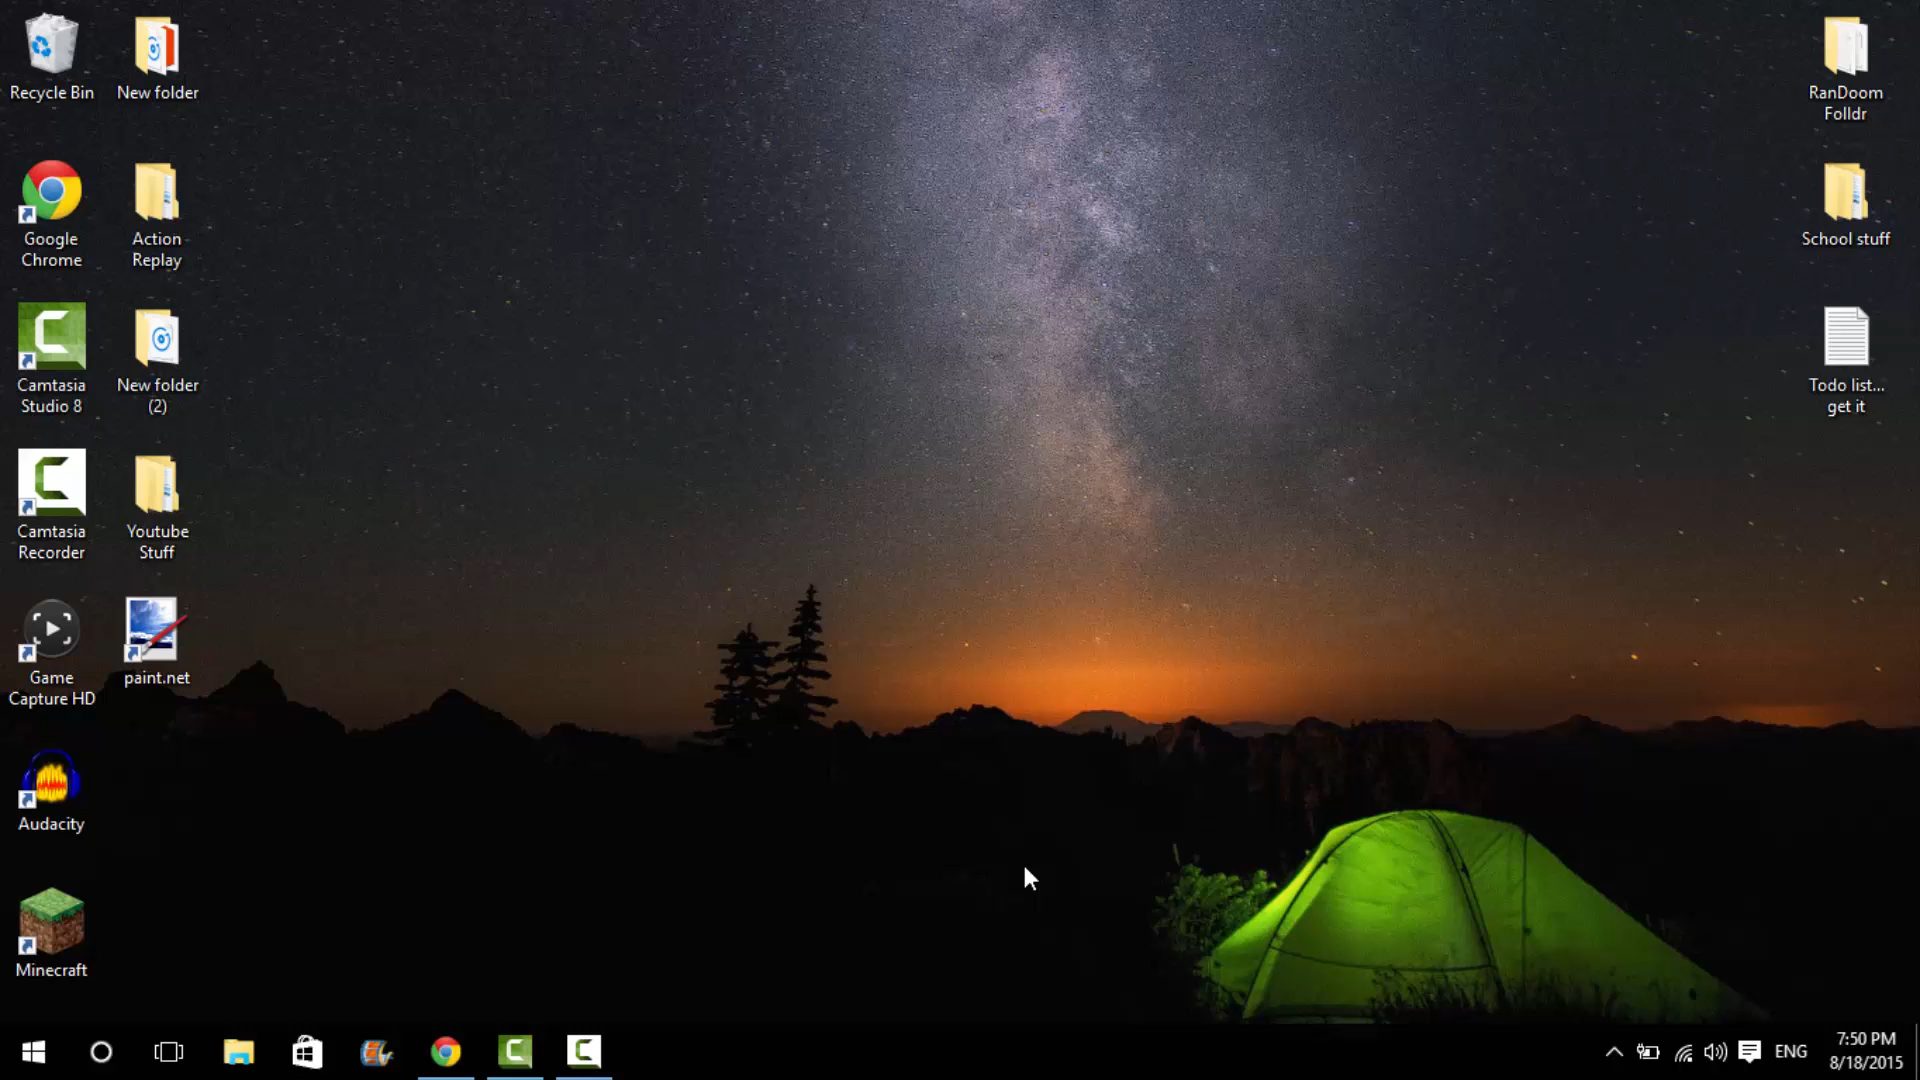 Recycle Bin
New folder
Google
Chrome
Action
Replay
Camtasia
Studio 8
New folder
(2)
Camtasia
Recorder
Youtube
Stuff
Game
Capture HD
paint.net
Audacity
Minecraft
RanDoom
Folldr
School stuff
Todo list...
get it
ENG
7:50 PM
8/18/2015